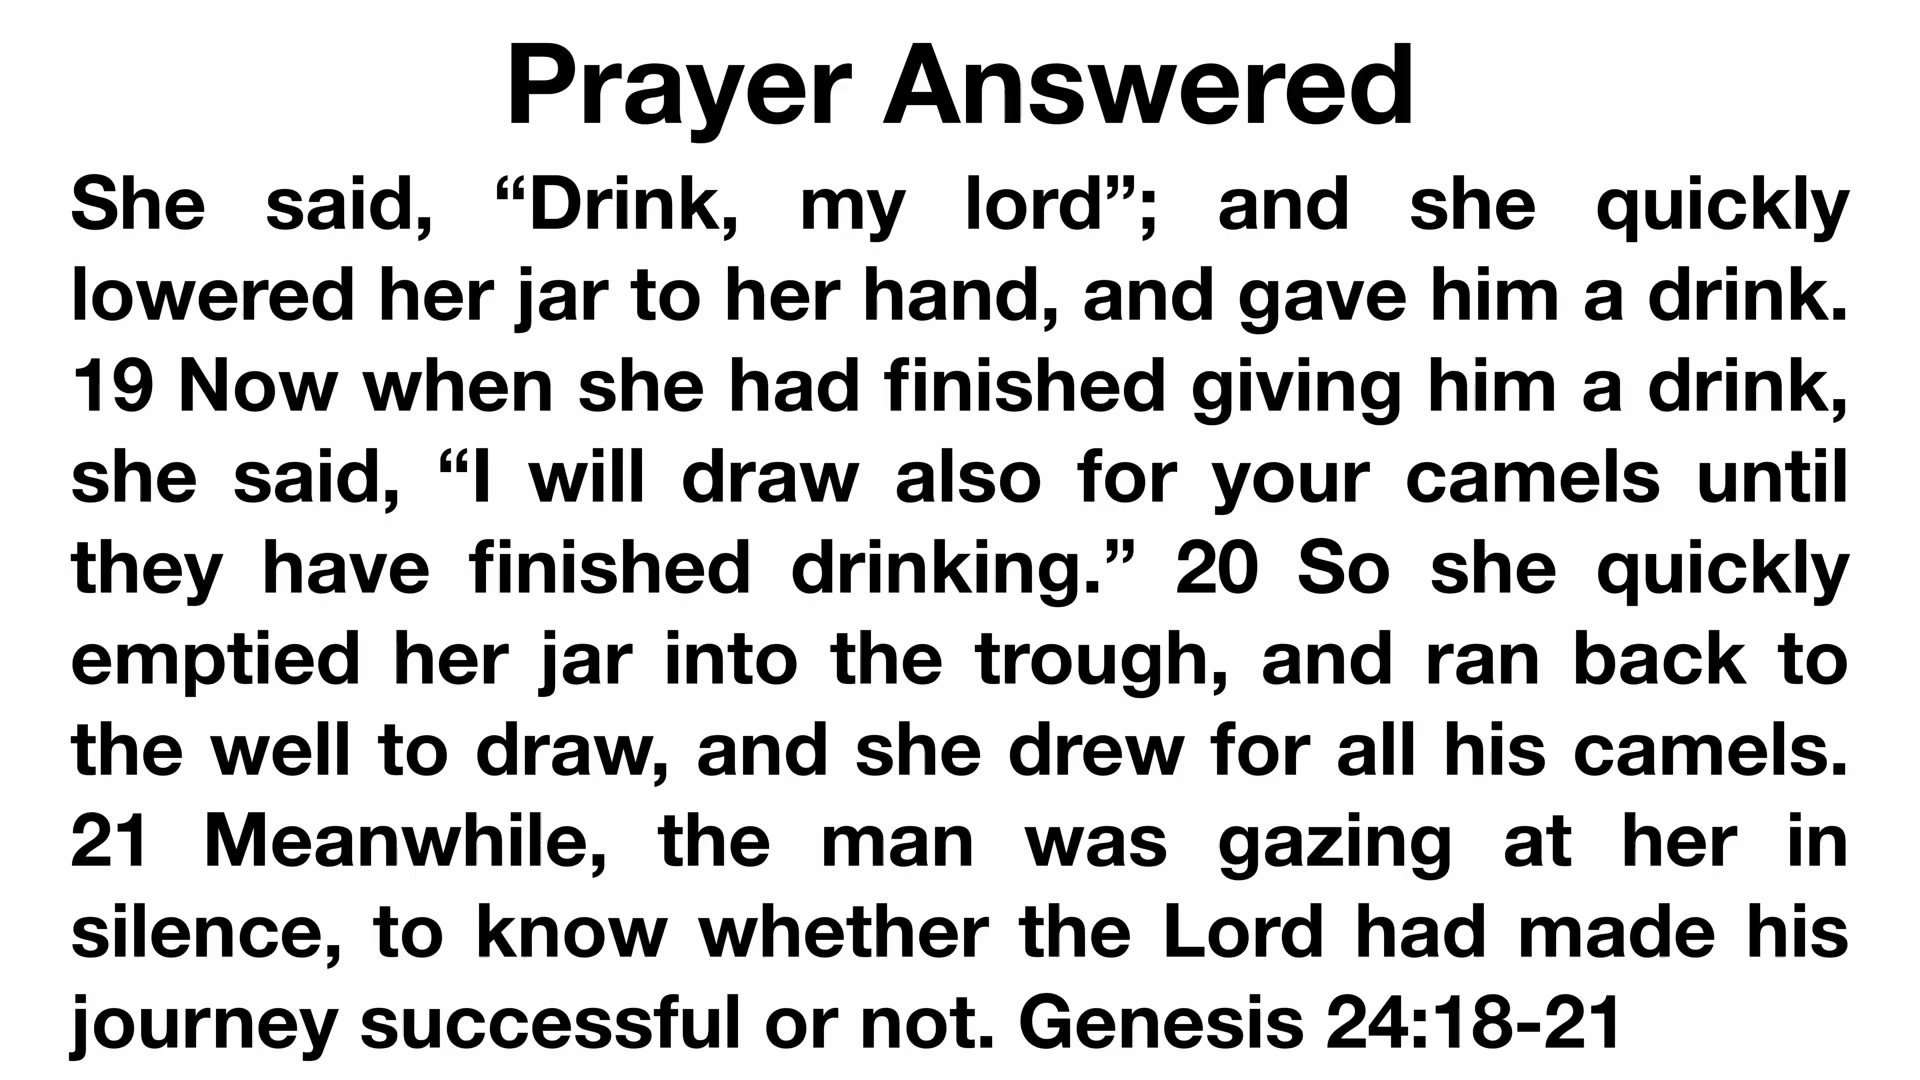 Prayer Answered
She said, “Drink, my lord”; and she quickly
lowered her jar to her hand, and gave him a drink.
19 Now when she had finished giving him a drink,
she said, “I will draw also for your camels until
they have finished drinking.” 20 So she quickly
emptied her jar into the trough, and ran back to
the well to draw, and she drew for all his camels.
21 Meanwhile, the man was gazing at her in
silence, to know whether the Lord had made his
journey successful or not. Genesis 24:18-21